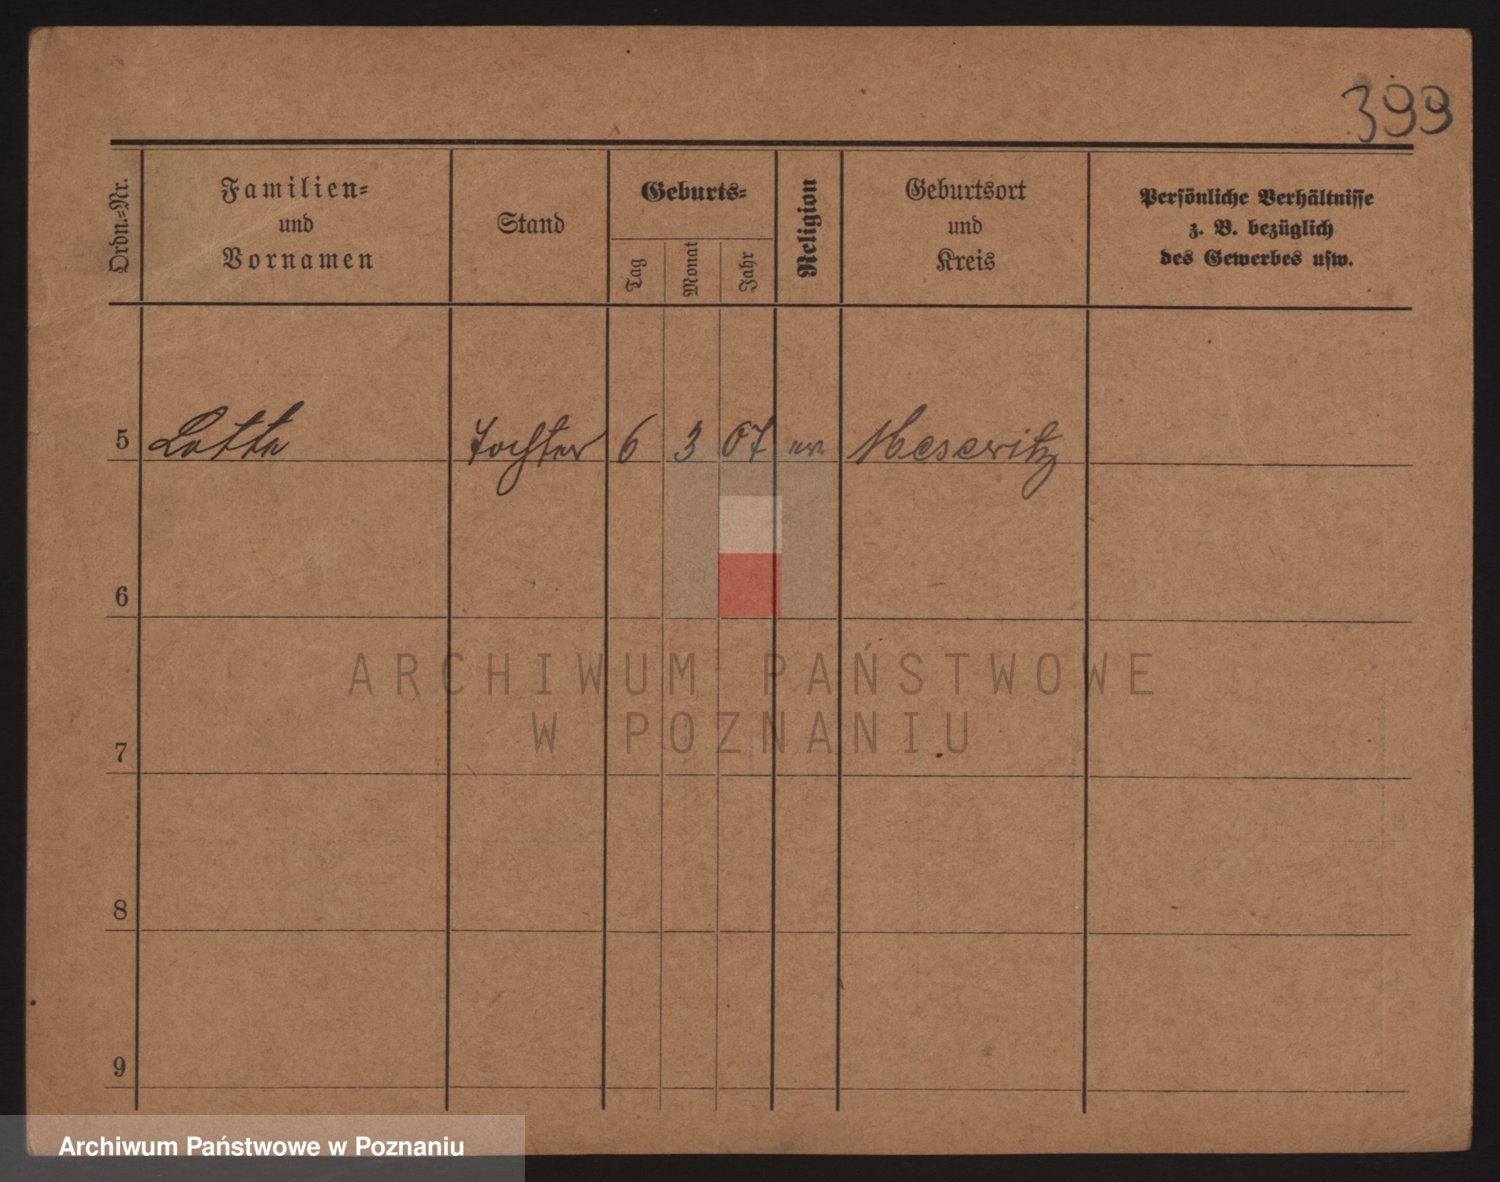 399
Ordn.-Nr.
Familien-
und
Vornamen
Stand
Geburts-
Tag
Monat
Jahr
Religion
Geburtsort
und
Kreis
Persönliche Verhältnisse
z. B. bezüglich
des Gewerbes usw.
5 Lotte Tochter 6 3 07 ev. Meseritz
6
ARCHIWUM PAŃSTWOWE
W POZNANIU
7
8
9
Archiwum Państwowe w Poznaniu